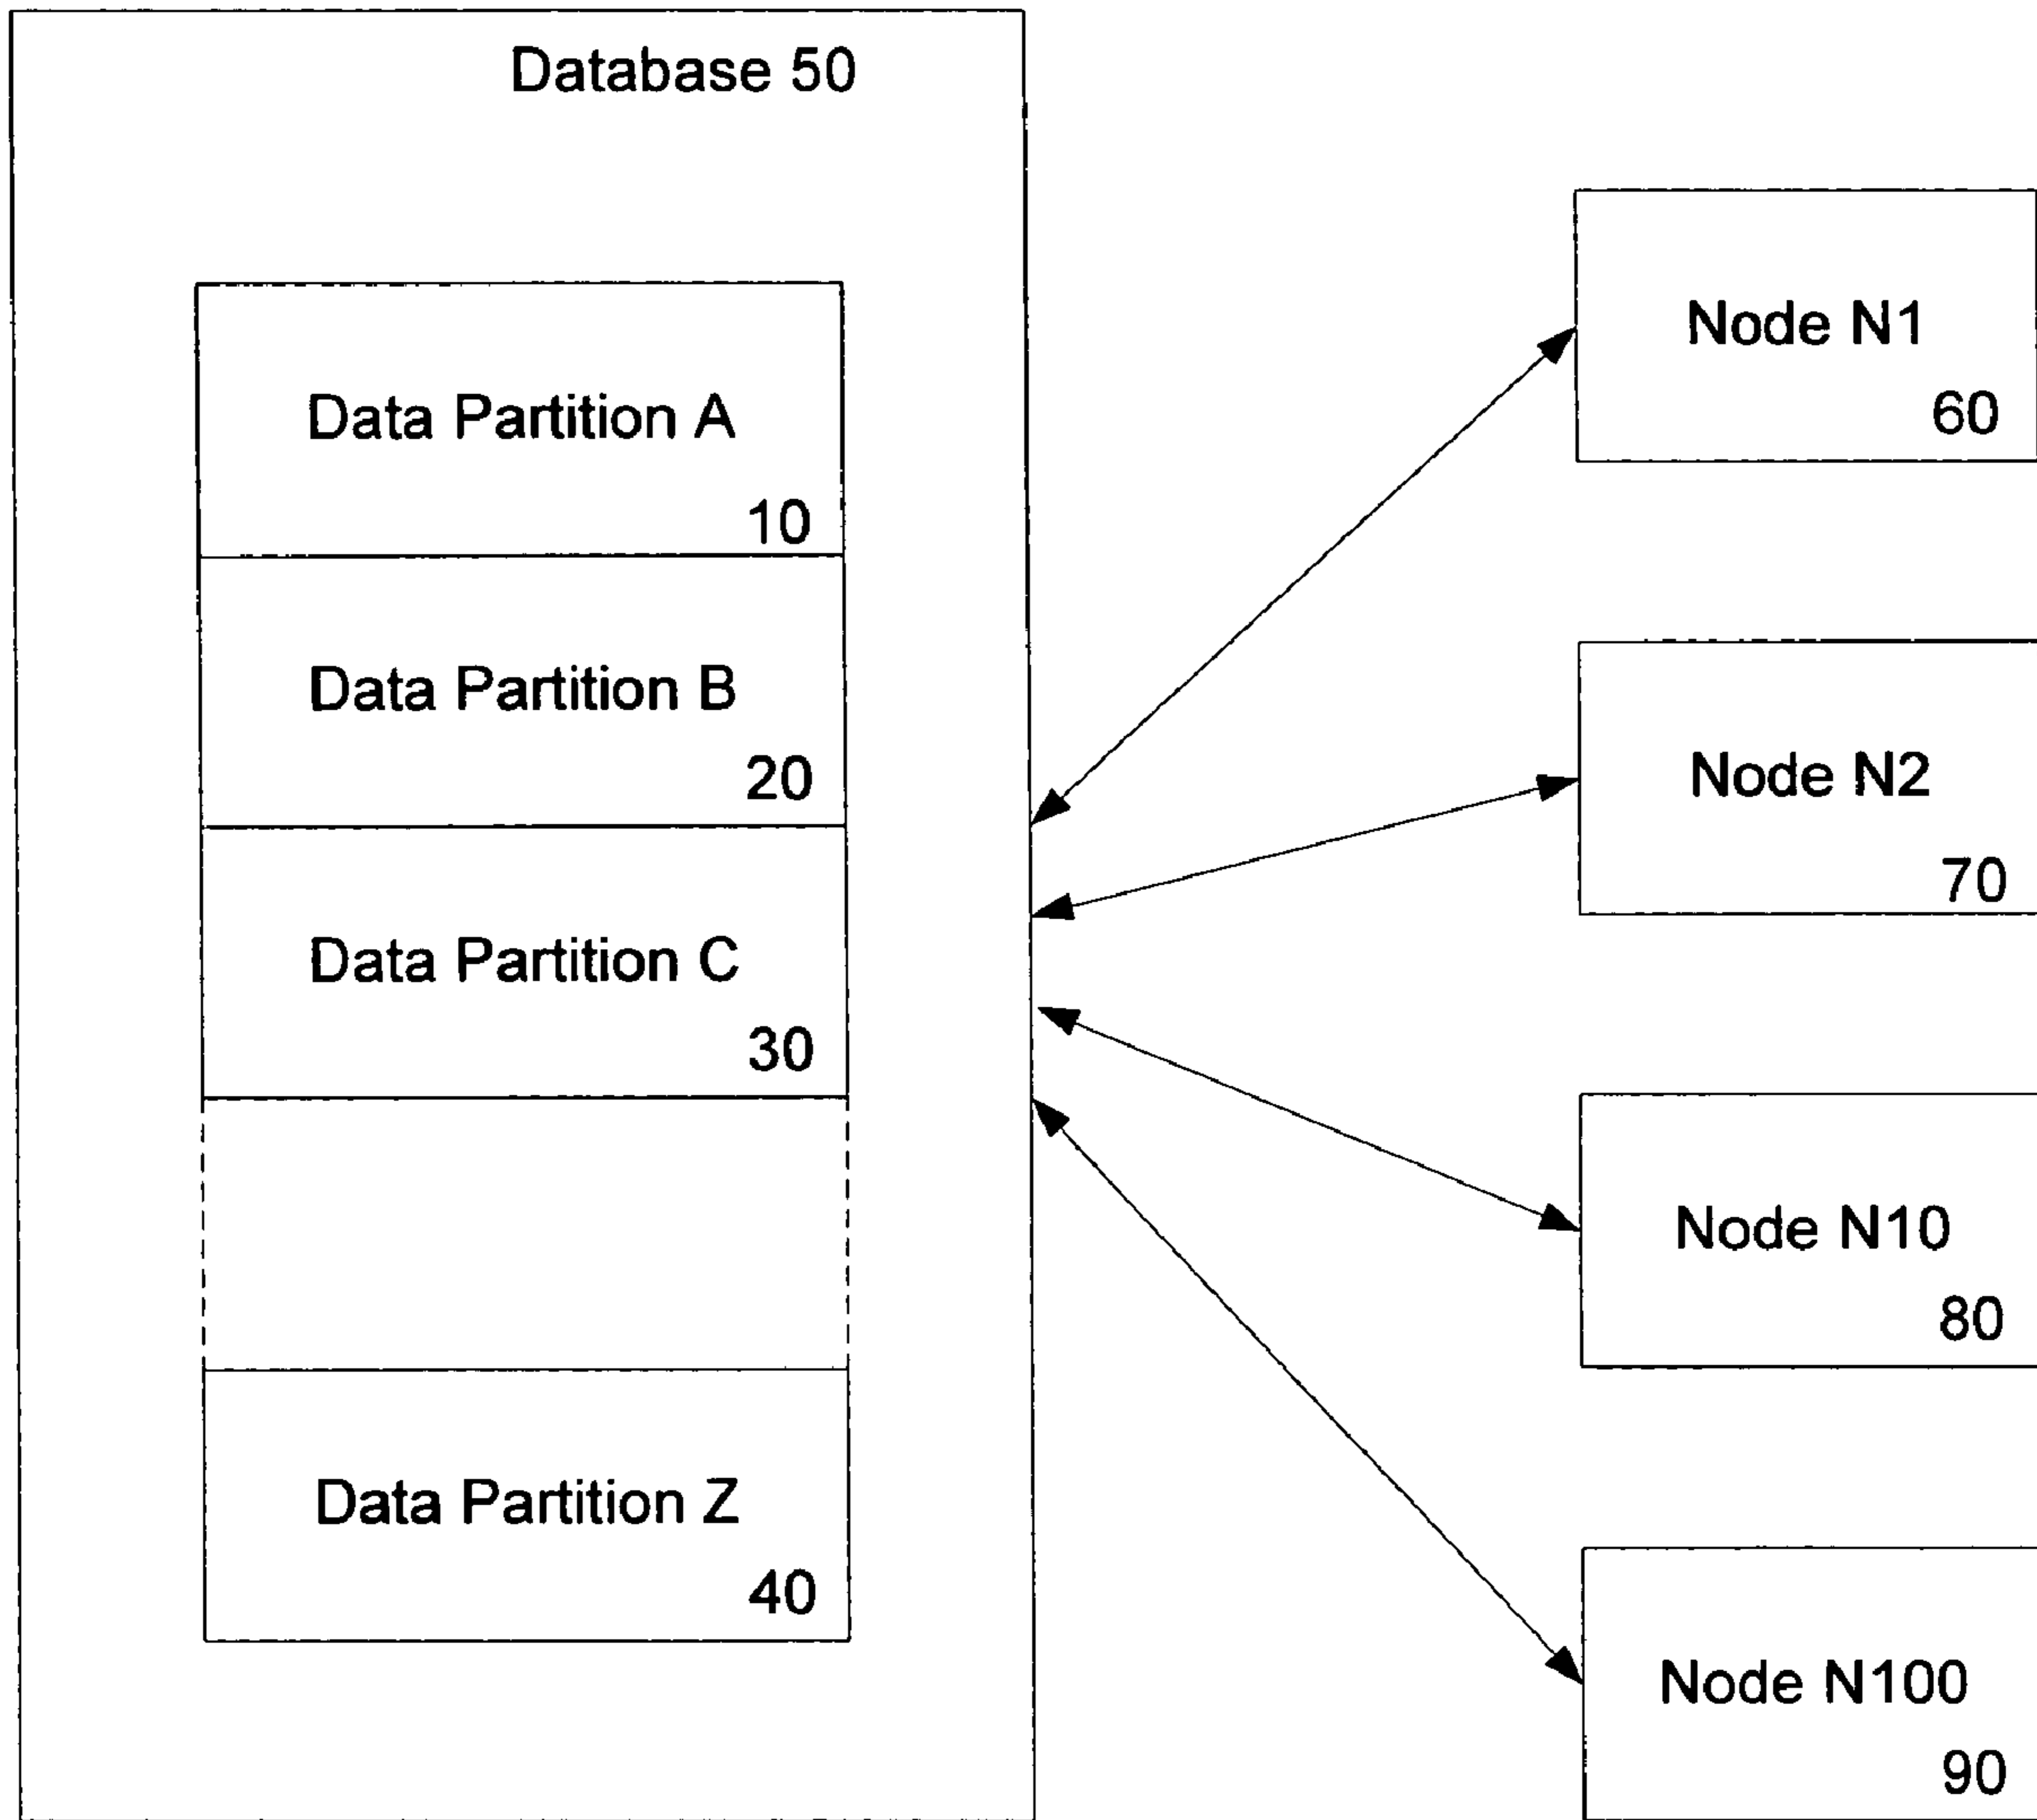 Database 50
Data Partition A
10
Data Partition B
20
Data Partition C
30
Data Partition Z
40
Node N1
60
Node N2
70
Node N10
80
Node N100
90